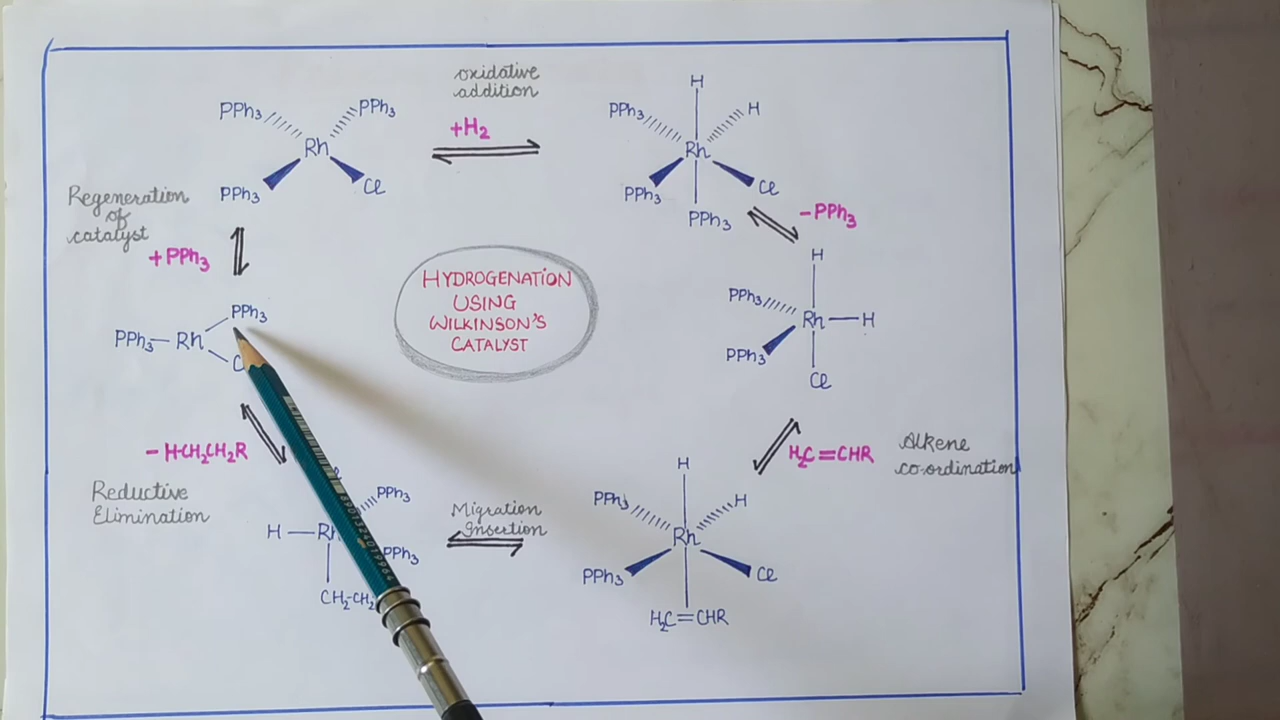 oxidative
addition
+H2
PPh3
PPh3
Rh
PPh3
Cl
H
PPh3
H
Rh
PPh3
Cl
PPh3
-PPh3
Regeneration
of
catalyst
+PPh3
HYDROGENATION
USING
WILKINSON'S
CATALYST
H
PPh3
Rh-H
PPh3
Cl
PPh3
PPh3-Rh
H2C=CHR
Alkene
co-ordination
-H-CH2CH2R
Reductive
Elimination
PPh3
H-Rh
PPh3
CH2-CH2
Migration
Insertion
H
PPh3
H
Rh
PPh3
Cl
H2C=CHR